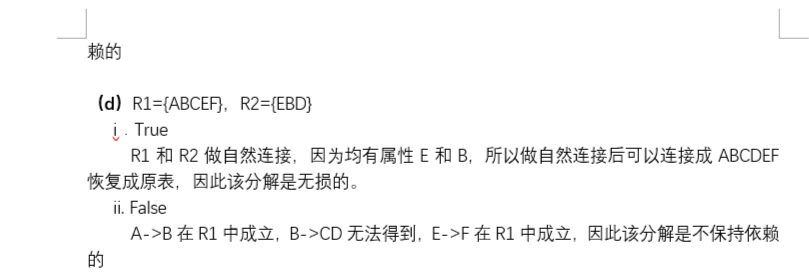 赖的
(d) R1={ABCEF}，R2={EBD}
i . True
R1 和 R2 做自然连接，因为均有属性 E 和 B，所以做自然连接后可以连接成 ABCDEF
恢复成原表，因此该分解是无损的。
ii. False
A->B 在 R1 中成立，B->CD 无法得到，E->F 在 R1 中成立，因此该分解是不保持依赖
的